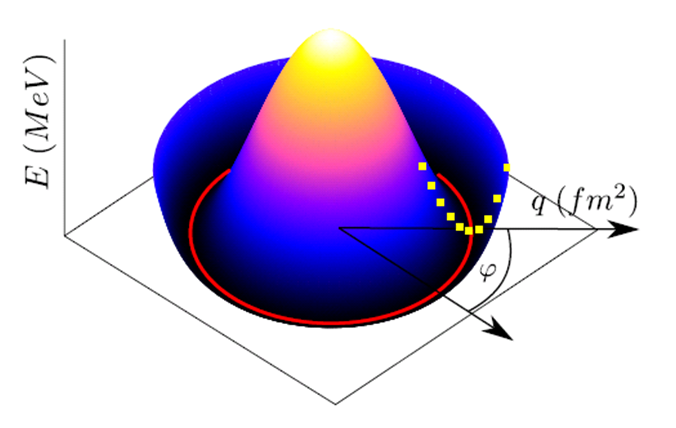 E (MeV)
q (fm²)
φ